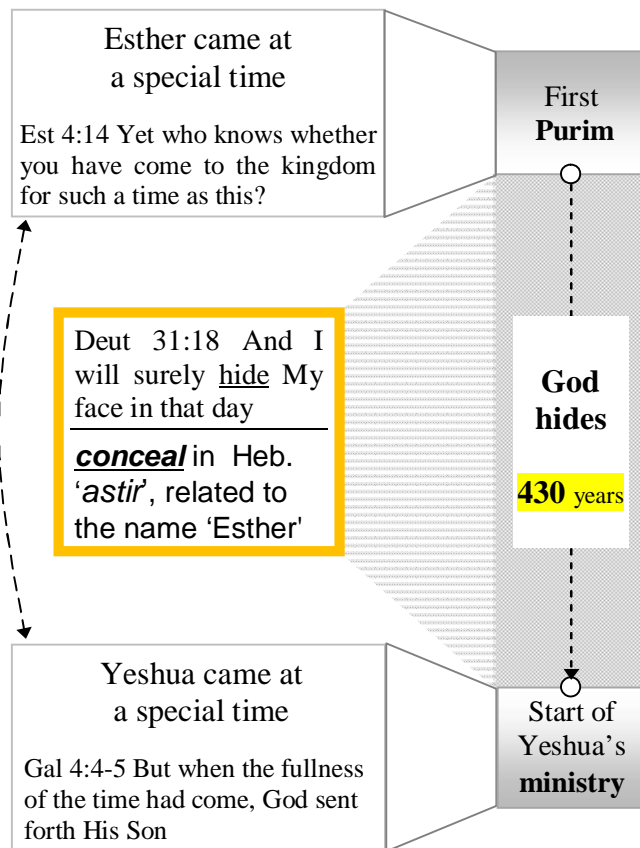 Esther came at
a special time
Est 4:14 Yet who knows whether
you have come to the kingdom
for such a time as this?
First
Purim
Deut 31:18 And I
will surely hide My
face in that day
conceal in Heb.
‘astir’, related to
the name ‘Esther'
God
hides
430 years
Yeshua came at
a special time
Gal 4:4-5 But when the fullness
of the time had come, God sent
forth His Son
Start of
Yeshua’s
ministry